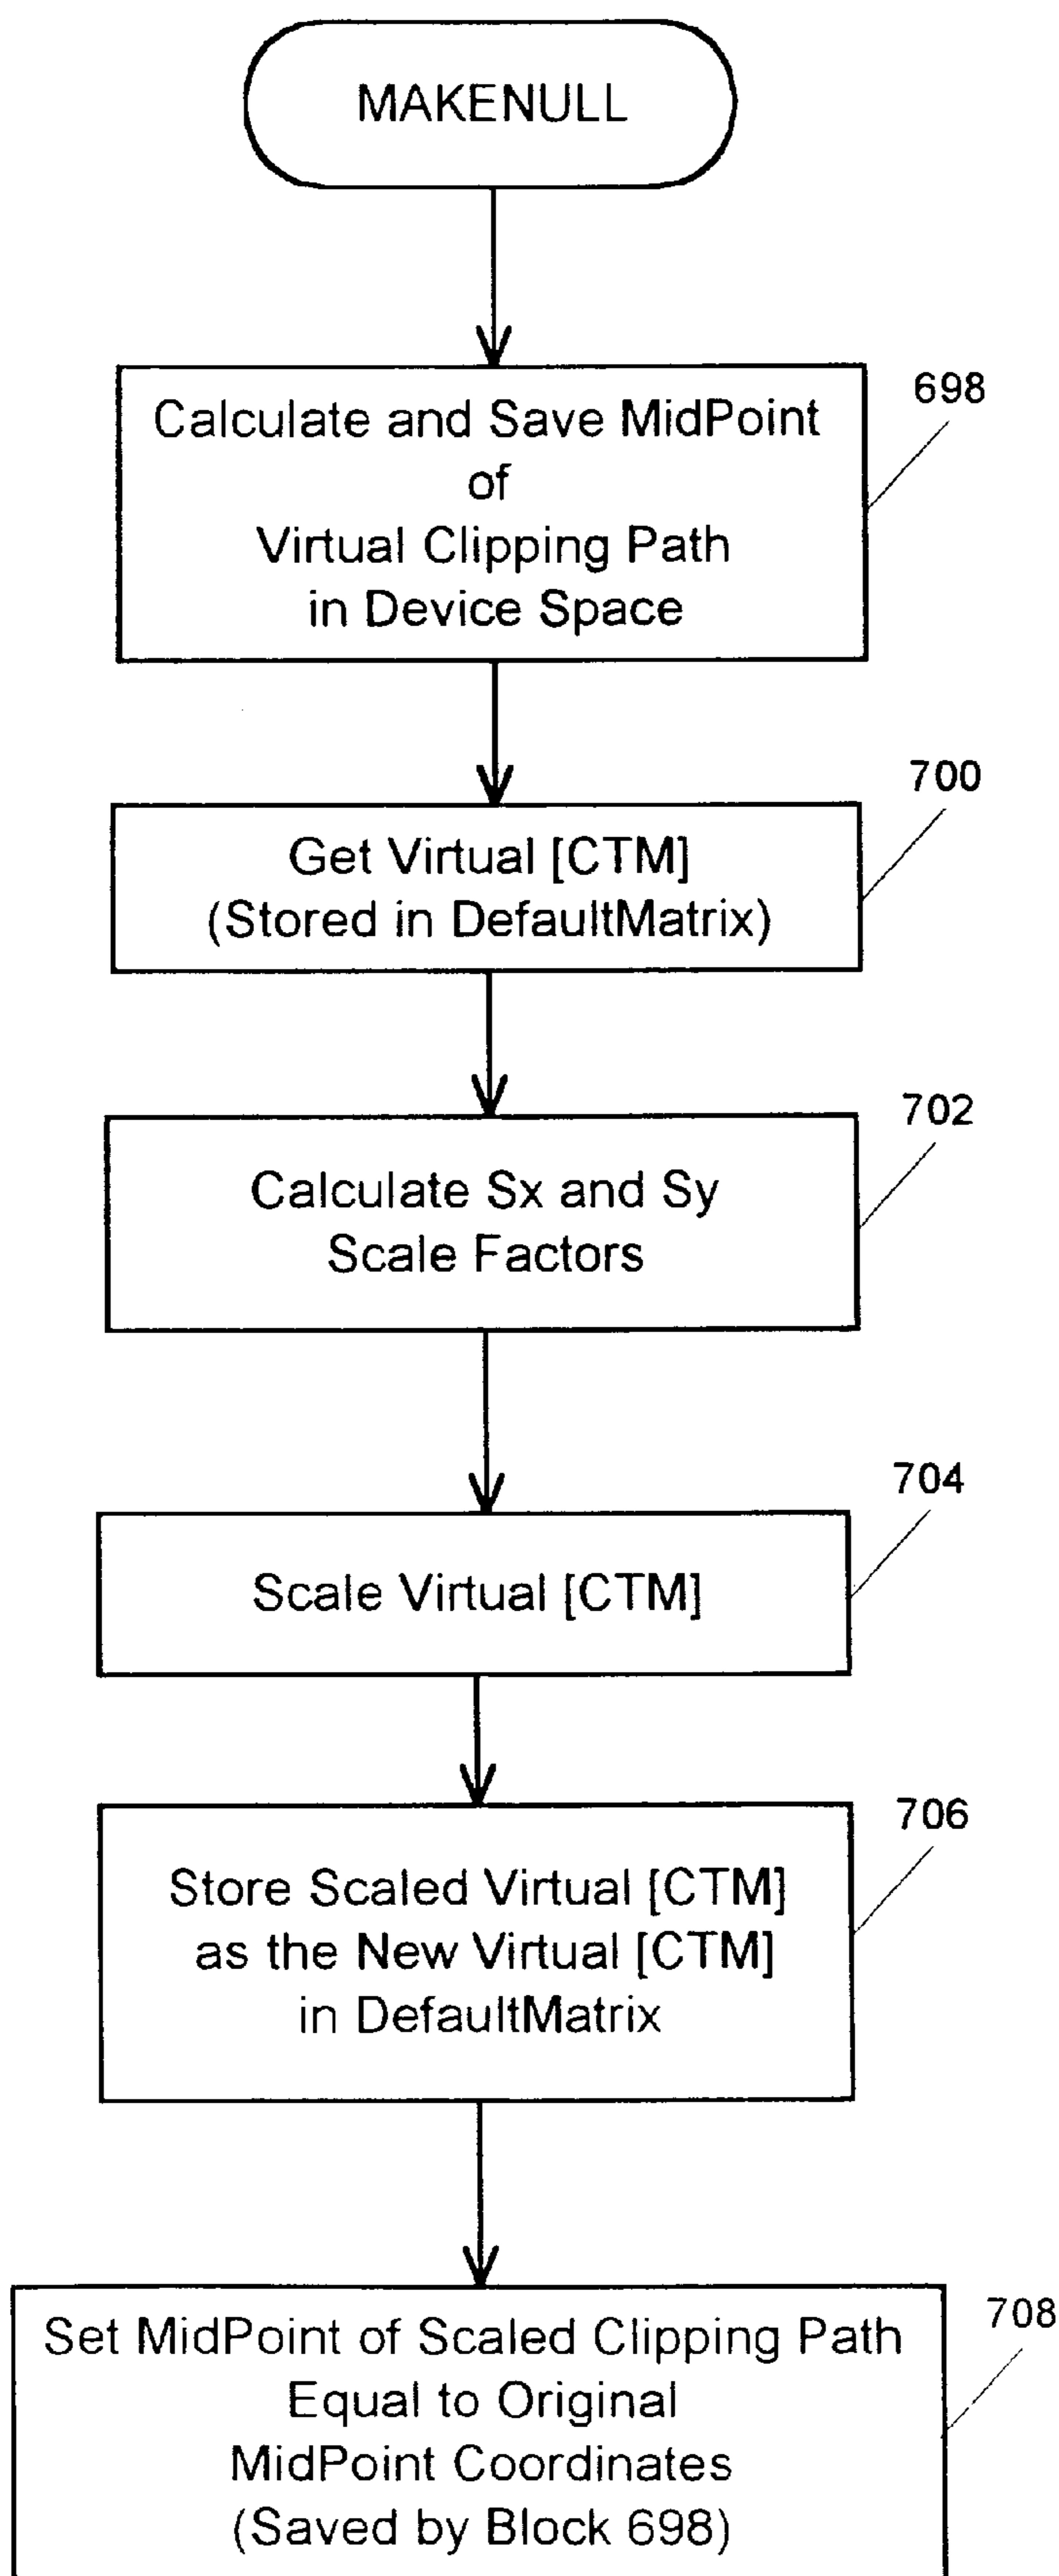 MAKENULL
698
Calculate and Save MidPoint
of
Virtual Clipping Path
in Device Space
700
Get Virtual [CTM]
(Stored in DefaultMatrix)
702
Calculate Sx and Sy
Scale Factors
704
Scale Virtual [CTM]
706
Store Scaled Virtual [CTM]
as the New Virtual [CTM]
in DefaultMatrix
708
Set MidPoint of Scaled Clipping Path
Equal to Original
MidPoint Coordinates
(Saved by Block 698)